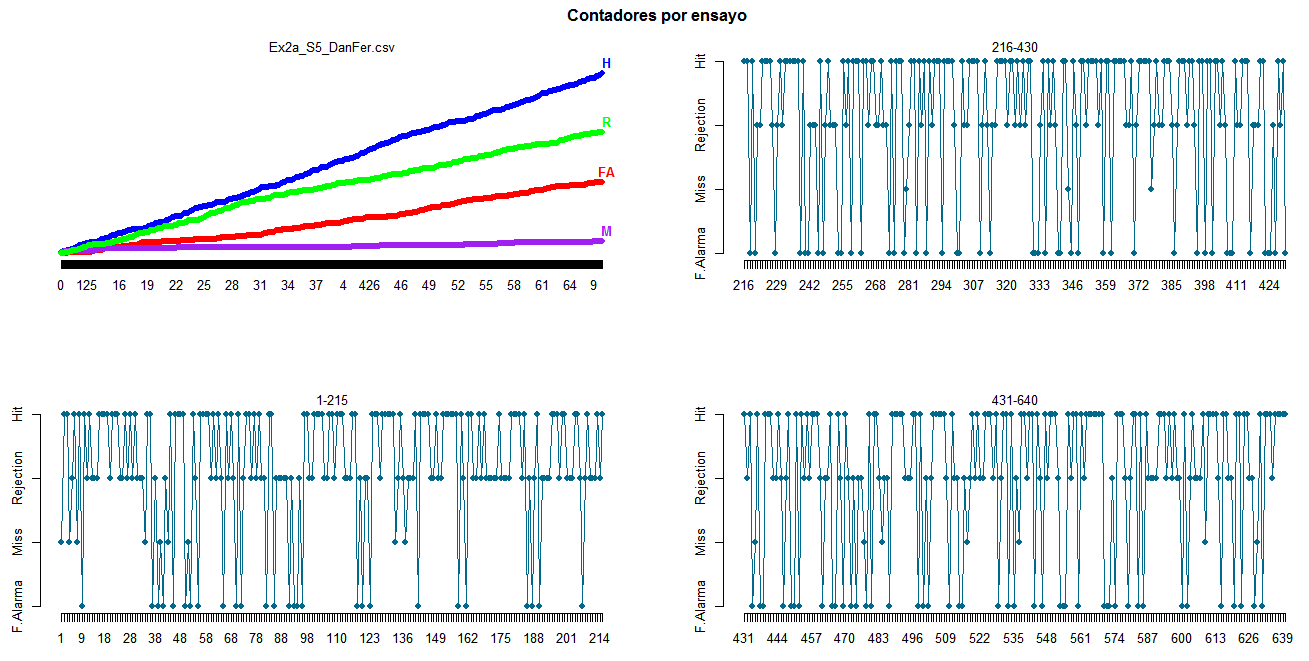 Contadores por ensayo
Ex2a_S5_DanFer.csv
H
R
FA
M
0 125 16 19 22 25 28 31 34 37 4 426 46 49 52 55 58 61 64 9
216-430
Hit
Rejection
Miss
F.Alarma
216 229 242 255 268 281 294 307 320 333 346 359 372 385 398 411 424
1-215
Hit
Rejection
Miss
F.Alarma
1 9 18 28 38 48 58 68 78 88 98 110 123 136 149 162 175 188 201 214
431-640
Hit
Rejection
Miss
F.Alarma
431 444 457 470 483 496 509 522 535 548 561 574 587 600 613 626 639